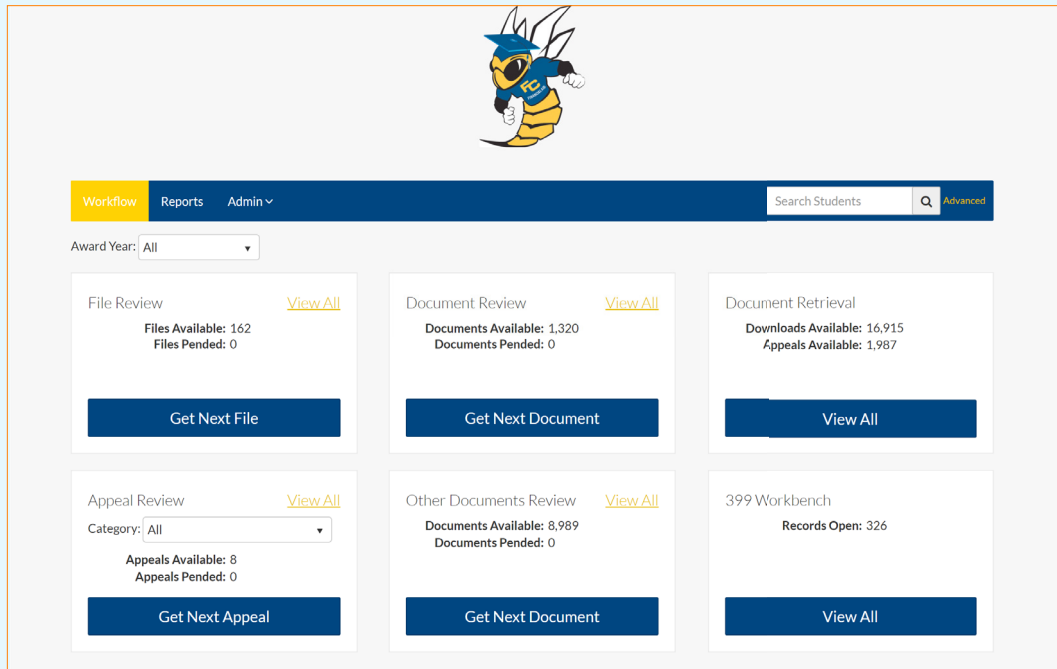 FC
Workflow Reports Admin Search Students Advanced
Award Year: All
File Review View All
Files Available: 162
Files Pended: 0
Get Next File
Document Review View All
Documents Available: 1,320
Documents Pended: 0
Get Next Document
Document Retrieval
Downloads Available: 16,915
Appeals Available: 1,987
View All
Appeal Review View All
Category: All
Appeals Available: 8
Appeals Pended: 0
Get Next Appeal
Other Documents Review View All
Documents Available: 8,989
Documents Pended: 0
Get Next Document
399 Workbench
Records Open: 326
View All